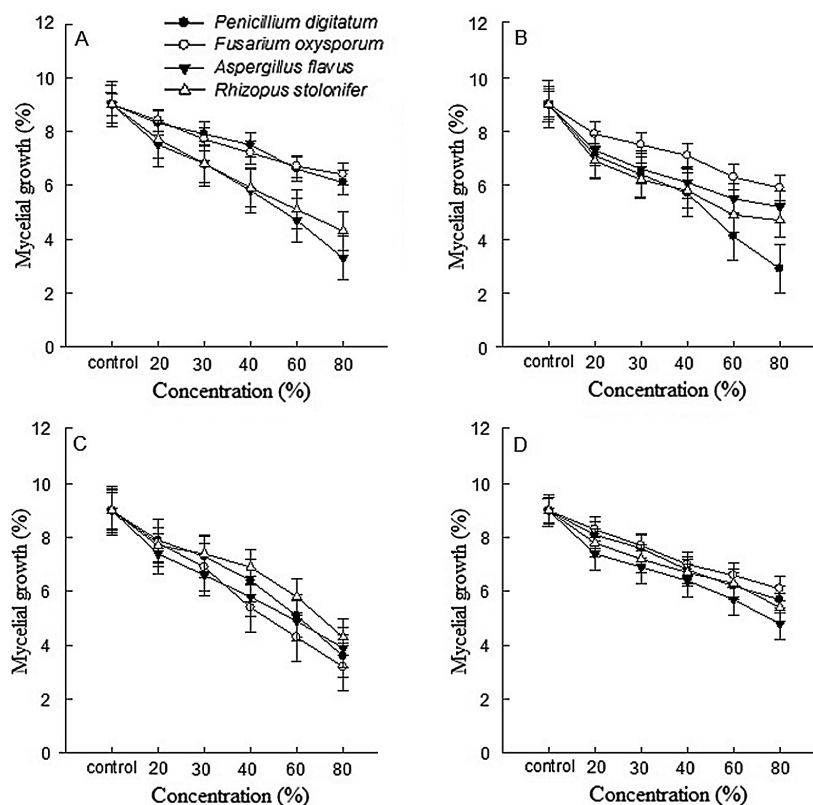 A
Penicillium digitatum
Fusarium oxysporum
Aspergillus flavus
Rhizopus stolonifer
12
10
8
6
4
2
0
Mycelial growth (%)
control 20 30 40 60 80
Concentration (%)
B
12
10
8
6
4
2
0
Mycelial growth (%)
control 20 30 40 60 80
Concentration (%)
C
12
10
8
6
4
2
0
Mycelial growth (%)
control 20 30 40 60 80
Concentration (%)
D
12
10
8
6
4
2
0
Mycelial growth (%)
control 20 30 40 60 80
Concentration (%)